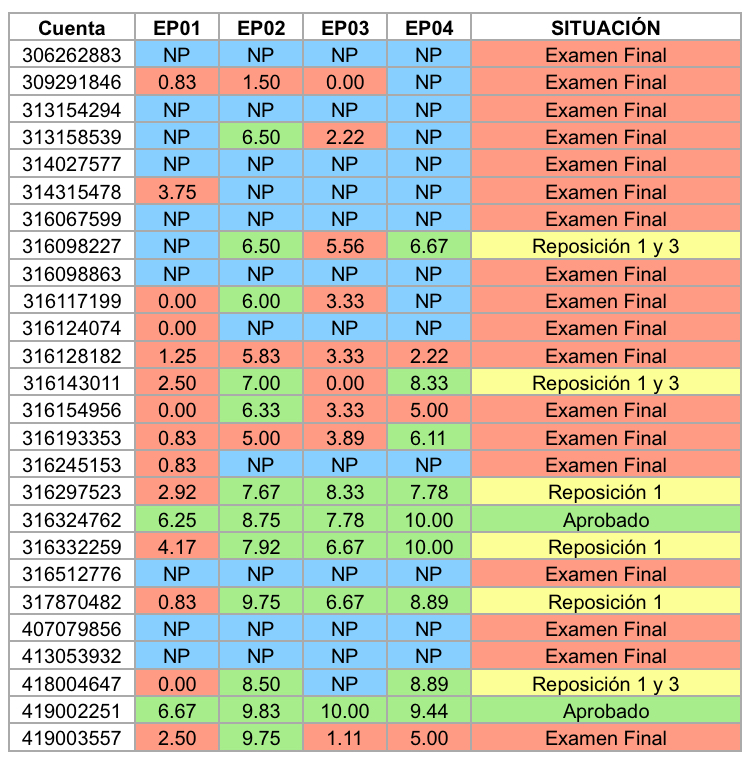 Cuenta EP01 EP02 EP03 EP04 SITUACIÓN
306262883 NP NP NP NP Examen Final
309291846 0.83 1.50 0.00 NP Examen Final
313154294 NP NP NP NP Examen Final
313158539 NP 6.50 2.22 NP Examen Final
314027577 NP NP NP NP Examen Final
314315478 3.75 NP NP NP Examen Final
316067599 NP NP NP NP Examen Final
316098227 NP 6.50 5.56 6.67 Reposición 1 y 3
316098863 NP NP NP NP Examen Final
316117199 0.00 6.00 3.33 NP Examen Final
316124074 0.00 NP NP NP Examen Final
316128182 1.25 5.83 3.33 2.22 Examen Final
316143011 2.50 7.00 0.00 8.33 Reposición 1 y 3
316154956 0.00 6.33 3.33 5.00 Examen Final
316193353 0.83 5.00 3.89 6.11 Examen Final
316245153 0.83 NP NP NP Examen Final
316297523 2.92 7.67 8.33 7.78 Reposición 1
316324762 6.25 8.75 7.78 10.00 Aprobado
316332259 4.17 7.92 6.67 10.00 Reposición 1
316512776 NP NP NP NP Examen Final
317870482 0.83 9.75 6.67 8.89 Reposición 1
407079856 NP NP NP NP Examen Final
413053932 NP NP NP NP Examen Final
418004647 0.00 8.50 NP 8.89 Reposición 1 y 3
419002251 6.67 9.83 10.00 9.44 Aprobado
419003557 2.50 9.75 1.11 5.00 Examen Final